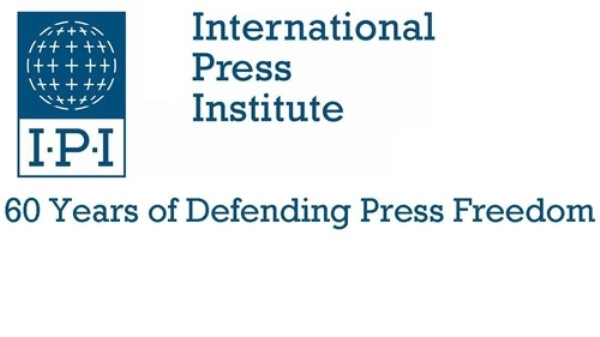 International
Press
Institute
I·P·I
60 Years of Defending Press Freedom